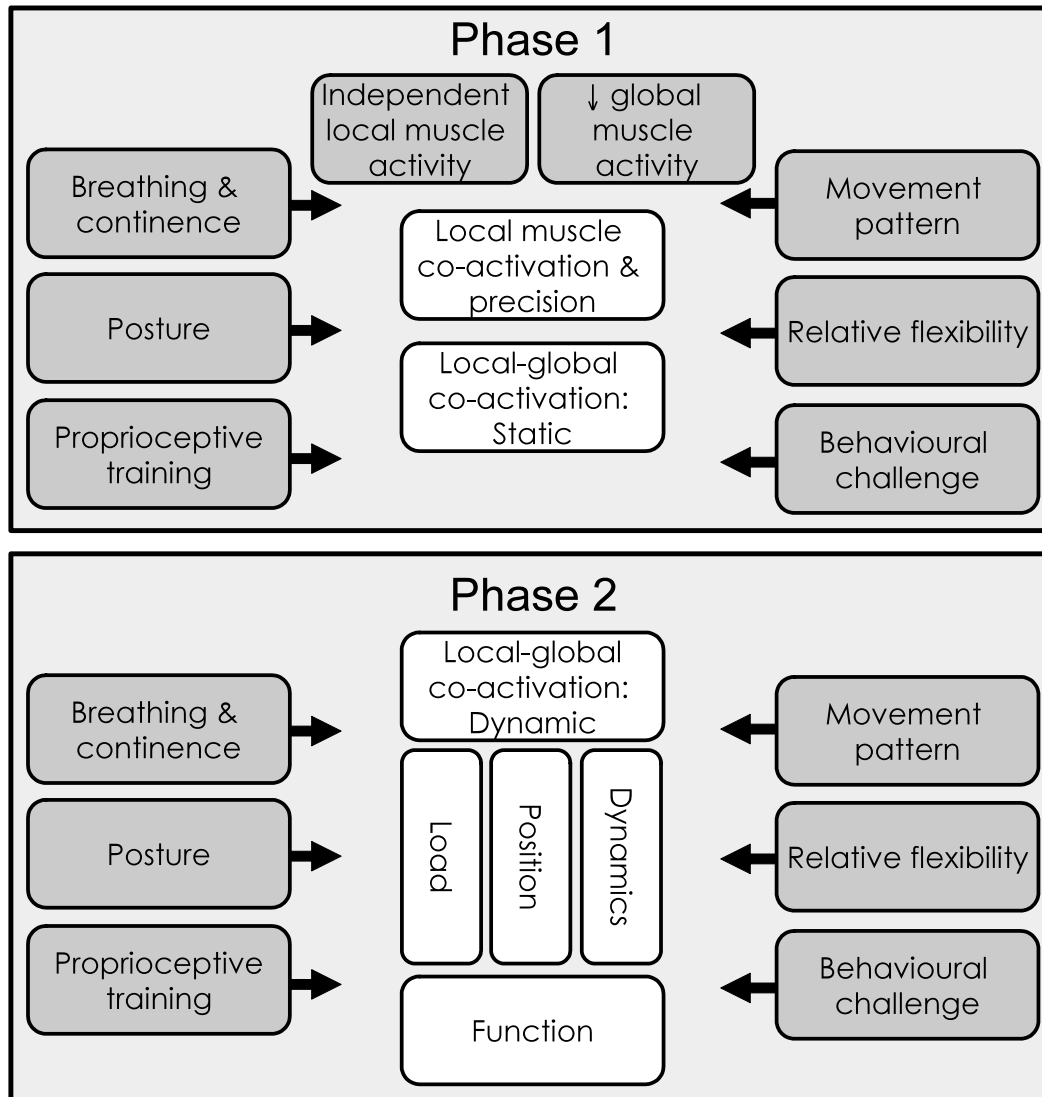 Phase 1
Independent
local muscle
activity
↓ global
muscle
activity
Breathing &
continence
Movement
pattern
Local muscle
co-activation &
precision
Posture
Relative flexibility
Local-global
co-activation:
Static
Proprioceptive
training
Behavioural
challenge
Phase 2
Local-global
co-activation:
Dynamic
Breathing &
continence
Movement
pattern
Load
Position
Dynamics
Posture
Relative flexibility
Proprioceptive
training
Behavioural
challenge
Function